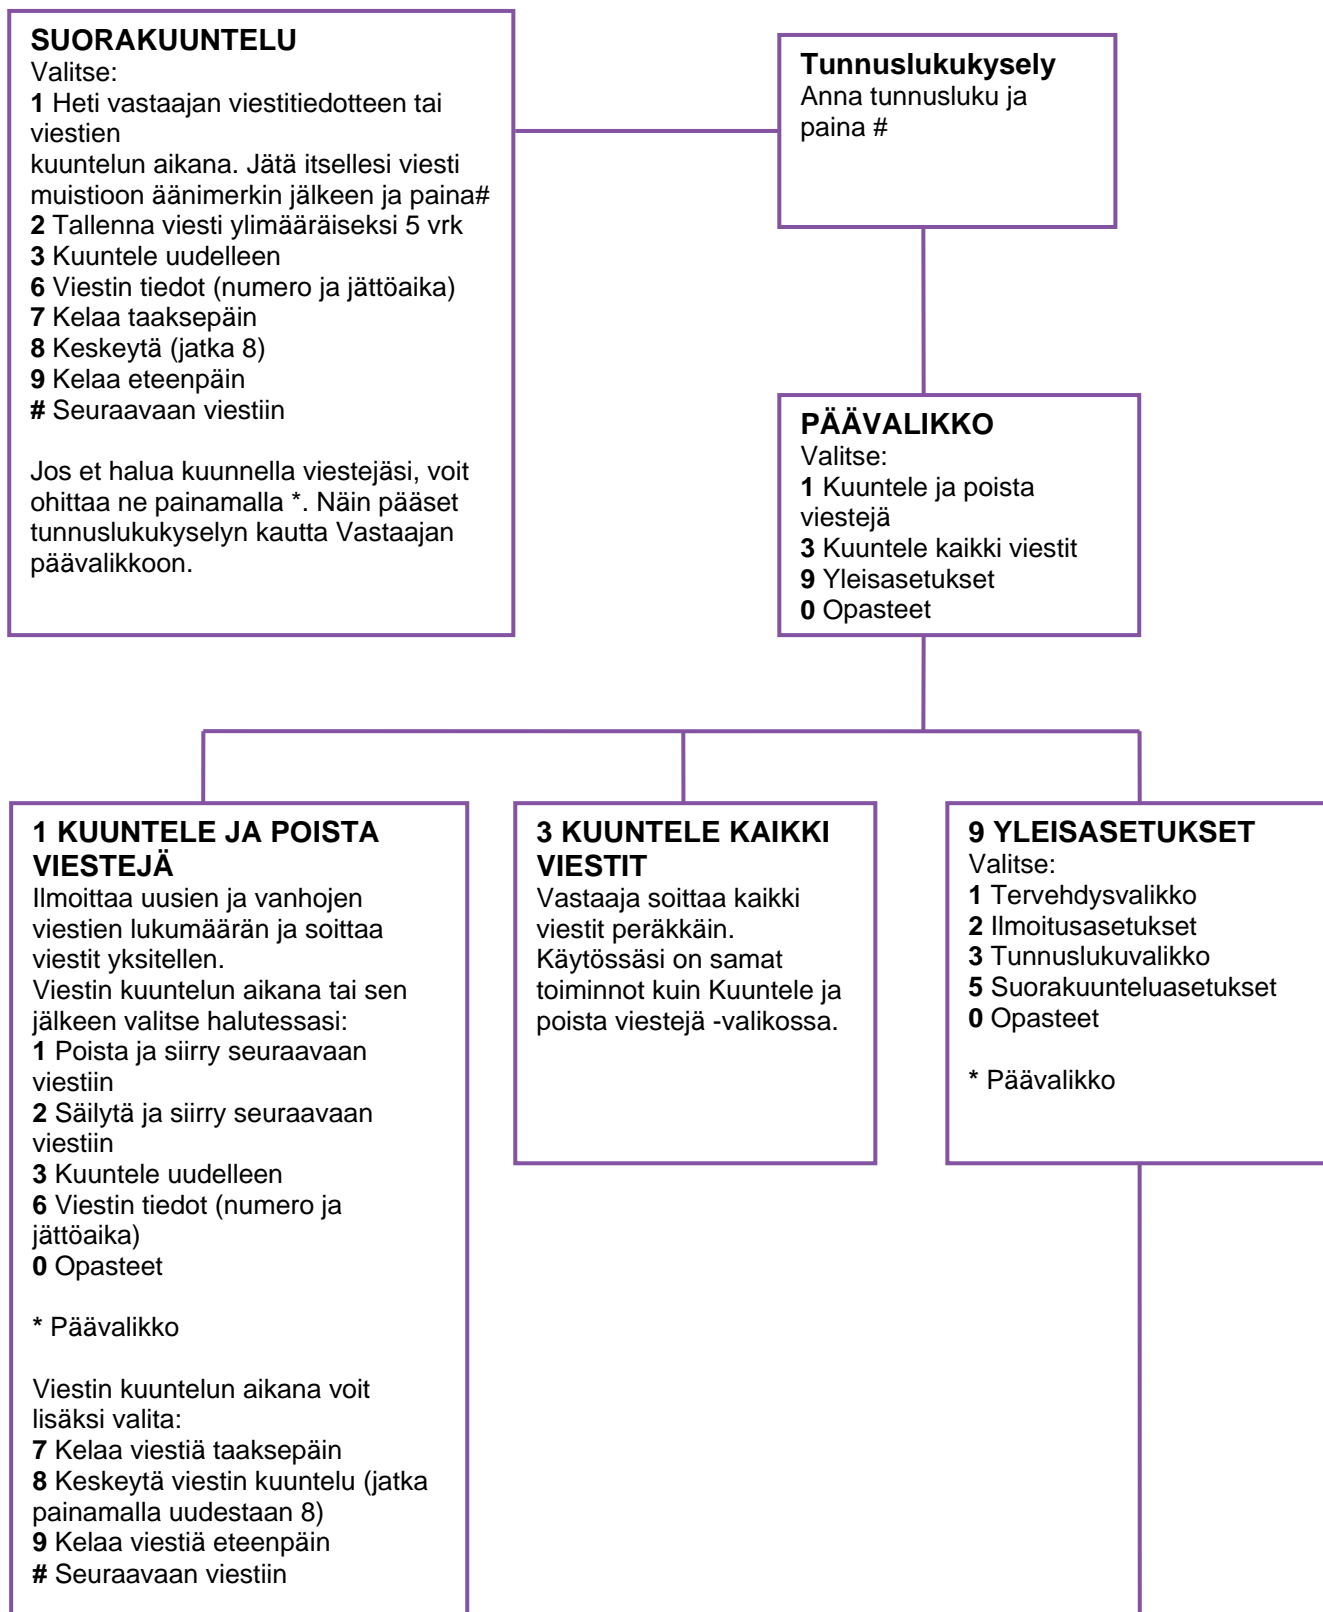 SUORAKUUNTELU
Valitse:
1 Heti vastaajan viestitiedotteen tai
viestien
kuuntelun aikana. Jätä itsellesi viesti
muistioon äänimerkin jälkeen ja paina#
2 Tallenna viesti ylimääräiseksi 5 vrk
3 Kuuntele uudelleen
6 Viestin tiedot (numero ja jättöaika)
7 Kelaa taaksepäin
8 Keskeytä (jatka 8)
9 Kelaa eteenpäin
# Seuraavaan viestiin
Jos et halua kuunnella viestejäsi, voit
ohittaa ne painamalla *. Näin pääset
tunnuslukukyselyn kautta Vastaajan
päävalikkoon.
Tunnuslukukysely
Anna tunnusluku ja
paina #
PÄÄVALIKKO
Valitse:
1 Kuuntele ja poista
viestejä
3 Kuuntele kaikki viestit
9 Yleisasetukset
0 Opasteet
1 KUUNTELE JA POISTA
VIESTEJÄ
Ilmoittaa uusien ja vanhojen
viestien lukumäärän ja soittaa
viestit yksitellen.
Viestin kuuntelun aikana tai sen
jälkeen valitse halutessasi:
1 Poista ja siirry seuraavaan
viestiin
2 Säilytä ja siirry seuraavaan
viestiin
3 Kuuntele uudelleen
6 Viestin tiedot (numero ja
jättöaika)
0 Opasteet
* Päävalikko
Viestin kuuntelun aikana voit
lisäksi valita:
7 Kelaa viestiä taaksepäin
8 Keskeytä viestin kuuntelu (jatka
painamalla uudestaan 8)
9 Kelaa viestiä eteenpäin
# Seuraavaan viestiin
3 KUUNTELE KAIKKI
VIESTIT
Vastaaja soittaa kaikki
viestit peräkkäin.
Käytössäsi on samat
toiminnot kuin Kuuntele ja
poista viestejä -valikossa.
9 YLEISASETUKSET
Valitse:
1 Tervehdysvalikko
2 Ilmoitusasetukset
3 Tunnuslukuvalikko
5 Suorakuunteluasetukset
0 Opasteet
* Päävalikko